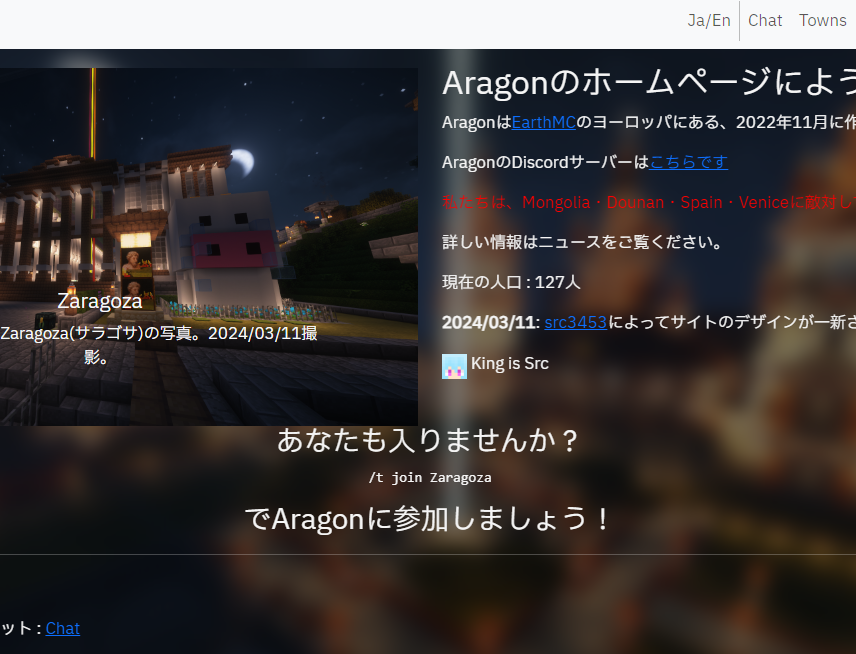 Ja/En
Chat
Towns
Aragonのホームページによう
AragonはEarthMCのヨーロッパにある、2022年11月に作
AragonのDiscordサーバーはこちらです
私たちは、Mongolia・Dounan・Spain・Veniceに敵対し
詳しい情報はニュースをご覧ください。
現在の人口 : 127人
2024/03/11: src3453によってサイトのデザインが一新さ
King is Src
Zaragoza
Zaragoza(サラゴサ)の写真。2024/03/11撮
影。
あなたも入りませんか？
/t join Zaragoza
でAragonに参加しましょう！
ット : Chat